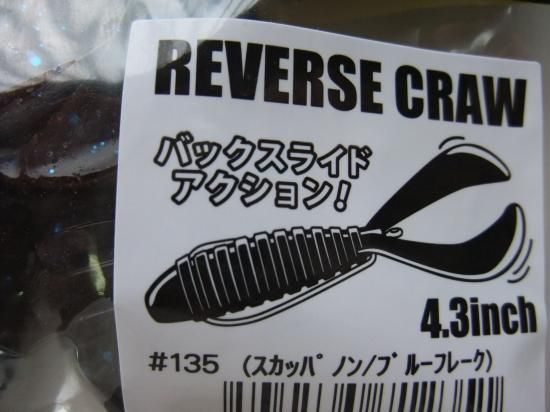 REVERSE CRAW
バックスライド
アクション!
4.3inch
#135 (スカッパ ノン/ブ ルーフレーク)